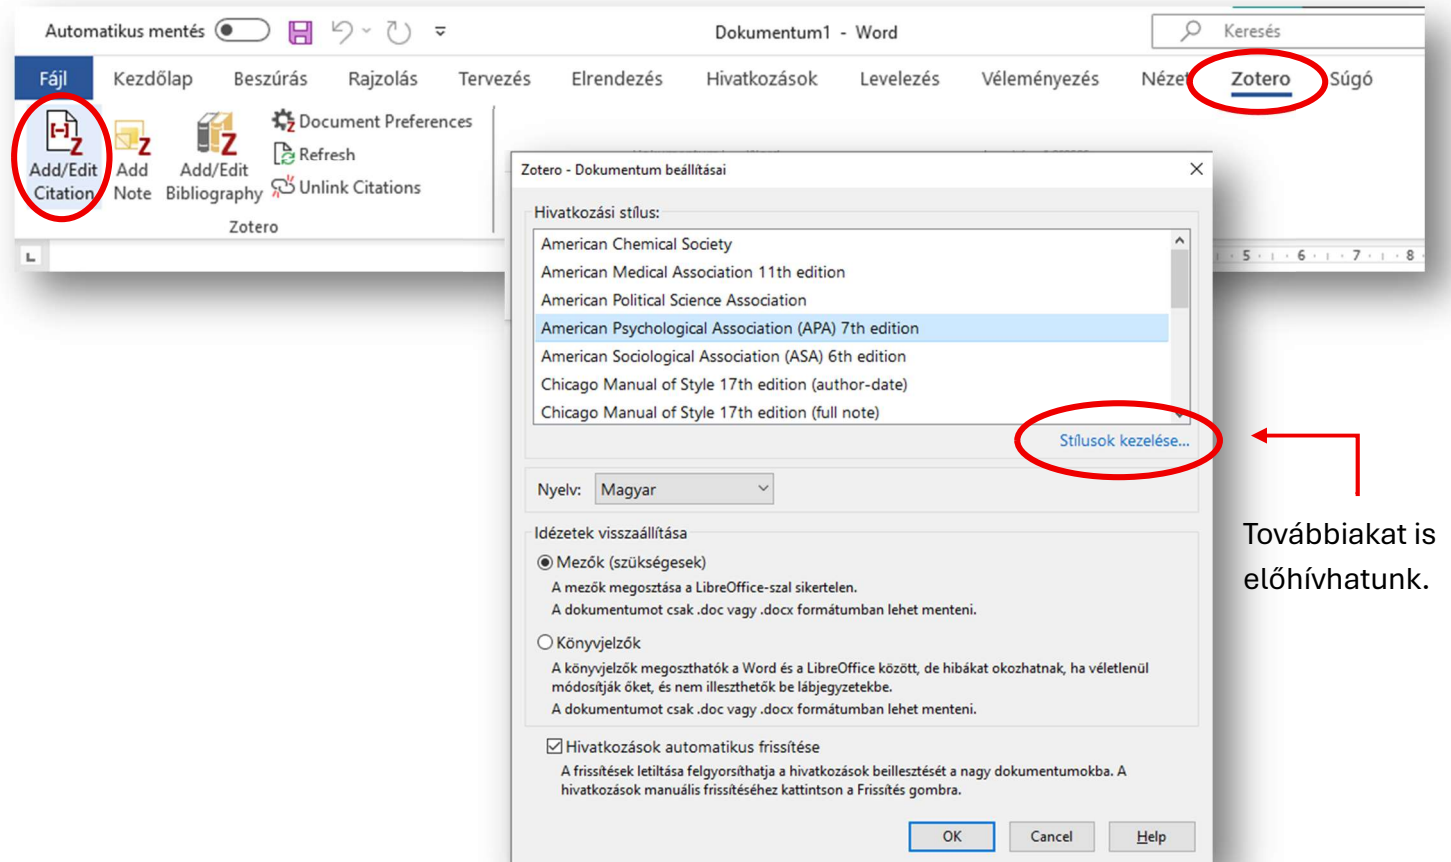 Automatikus mentés
Dokumentum1 - Word
Keresés
Fájl Kezdőlap Beszúrás Rajzolás Tervezés Elrendezés Hivatkozások Levelezés Véleményezés Nézet Zotero Súgó
Add/Edit Citation
Add Note
Add/Edit Bibliography
Document Preferences
Refresh
Unlink Citations
Zotero
5 6 7 8
Zotero - Dokumentum beállításai
Hivatkozási stílus:
American Chemical Society
American Medical Association 11th edition
American Political Science Association
American Psychological Association (APA) 7th edition
American Sociological Association (ASA) 6th edition
Chicago Manual of Style 17th edition (author-date)
Chicago Manual of Style 17th edition (full note)
Stílusok kezelése...
Nyelv: Magyar
Idézetek visszaállítása
Mezők (szükségesek)
A mezők megosztása a LibreOffice-szal sikertelen.
A dokumentumot csak .doc vagy .docx formátumban lehet menteni.
Könyvjelzők
A könyvjelzők megoszthatók a Word és a LibreOffice között, de hibákat okozhatnak, ha véletlenül
módosítják őket, és nem illeszthetők be lábjegyzetekbe.
A dokumentumot csak .doc vagy .docx formátumban lehet menteni.
Hivatkozások automatikus frissítése
A frissítések letiltása felgyorsíthatja a hivatkozások beillesztését a nagy dokumentumokba. A
hivatkozások manuális frissítéséhez kattintson a Frissítés gombra.
OK Cancel Help
Továbbiakat is
előhívhatunk.